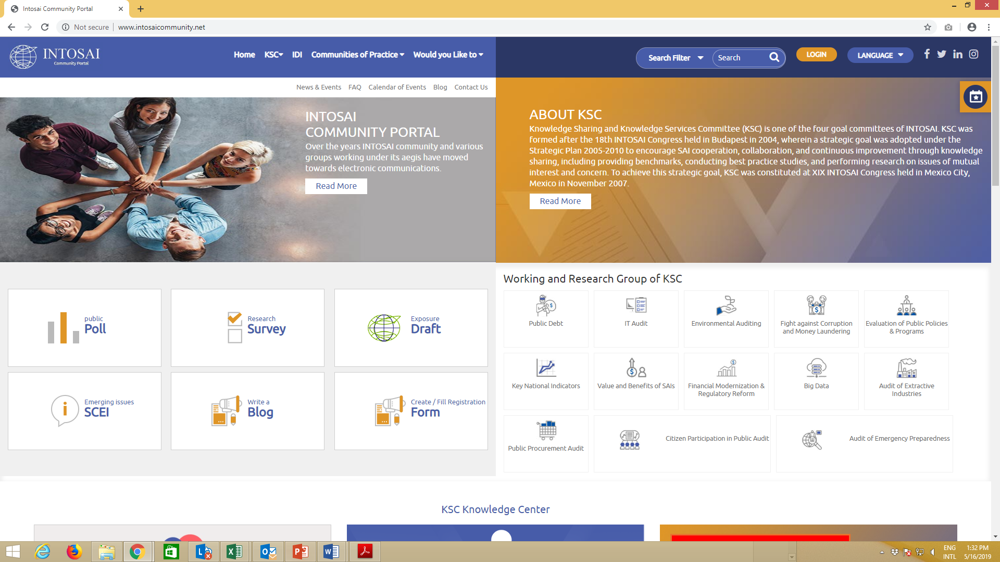 Intosai Community Portal
Not secure
www.intosaicommunity.net
INTOSAI
Community Portal
Home
KSC
IDI
Communities of Practice
Would you Like to
Search Filter
Search
LOGIN
LANGUAGE
News & Events
FAQ
Calendar of Events
Blog
Contact Us
INTOSAI
COMMUNITY PORTAL
Over the years INTOSAI community and various
groups working under its aegis have moved
towards electronic communications.
Read More
ABOUT KSC
Knowledge Sharing and Knowledge Services Committee (KSC) is one of the four goal committees of INTOSAI. KSC was
formed after the 18th INTOSAI Congress held in Budapest in 2004, wherein a strategic goal was adopted under the
Strategic Plan 2005-2010 to encourage SAI cooperation, collaboration, and continuous improvement through knowledge
sharing, including providing benchmarks, conducting best practice studies, and performing research on issues of mutual
interest and concern. To achieve this strategic goal, KSC was constituted at XIX INTOSAI Congress held in Mexico City,
Mexico in November 2007.
Read More
public
Poll
Research
Survey
Exposure
Draft
Emerging issues
SCEI
Write a
Blog
Create / Fill Registration
Form
Working and Research Group of KSC
Public Debt
IT Audit
Environmental Auditing
Fight against Corruption
and Money Laundering
Evaluation of Public Policies
& Programs
Key National Indicators
Value and Benefits of SAIs
Financial Modernization &
Regulatory Reform
Big Data
Audit of Extractive
Industries
Public Procurement Audit
Citizen Participation in Public Audit
Audit of Emergency Preparedness
KSC Knowledge Center
ENG
INTL
1:32 PM
5/16/2019